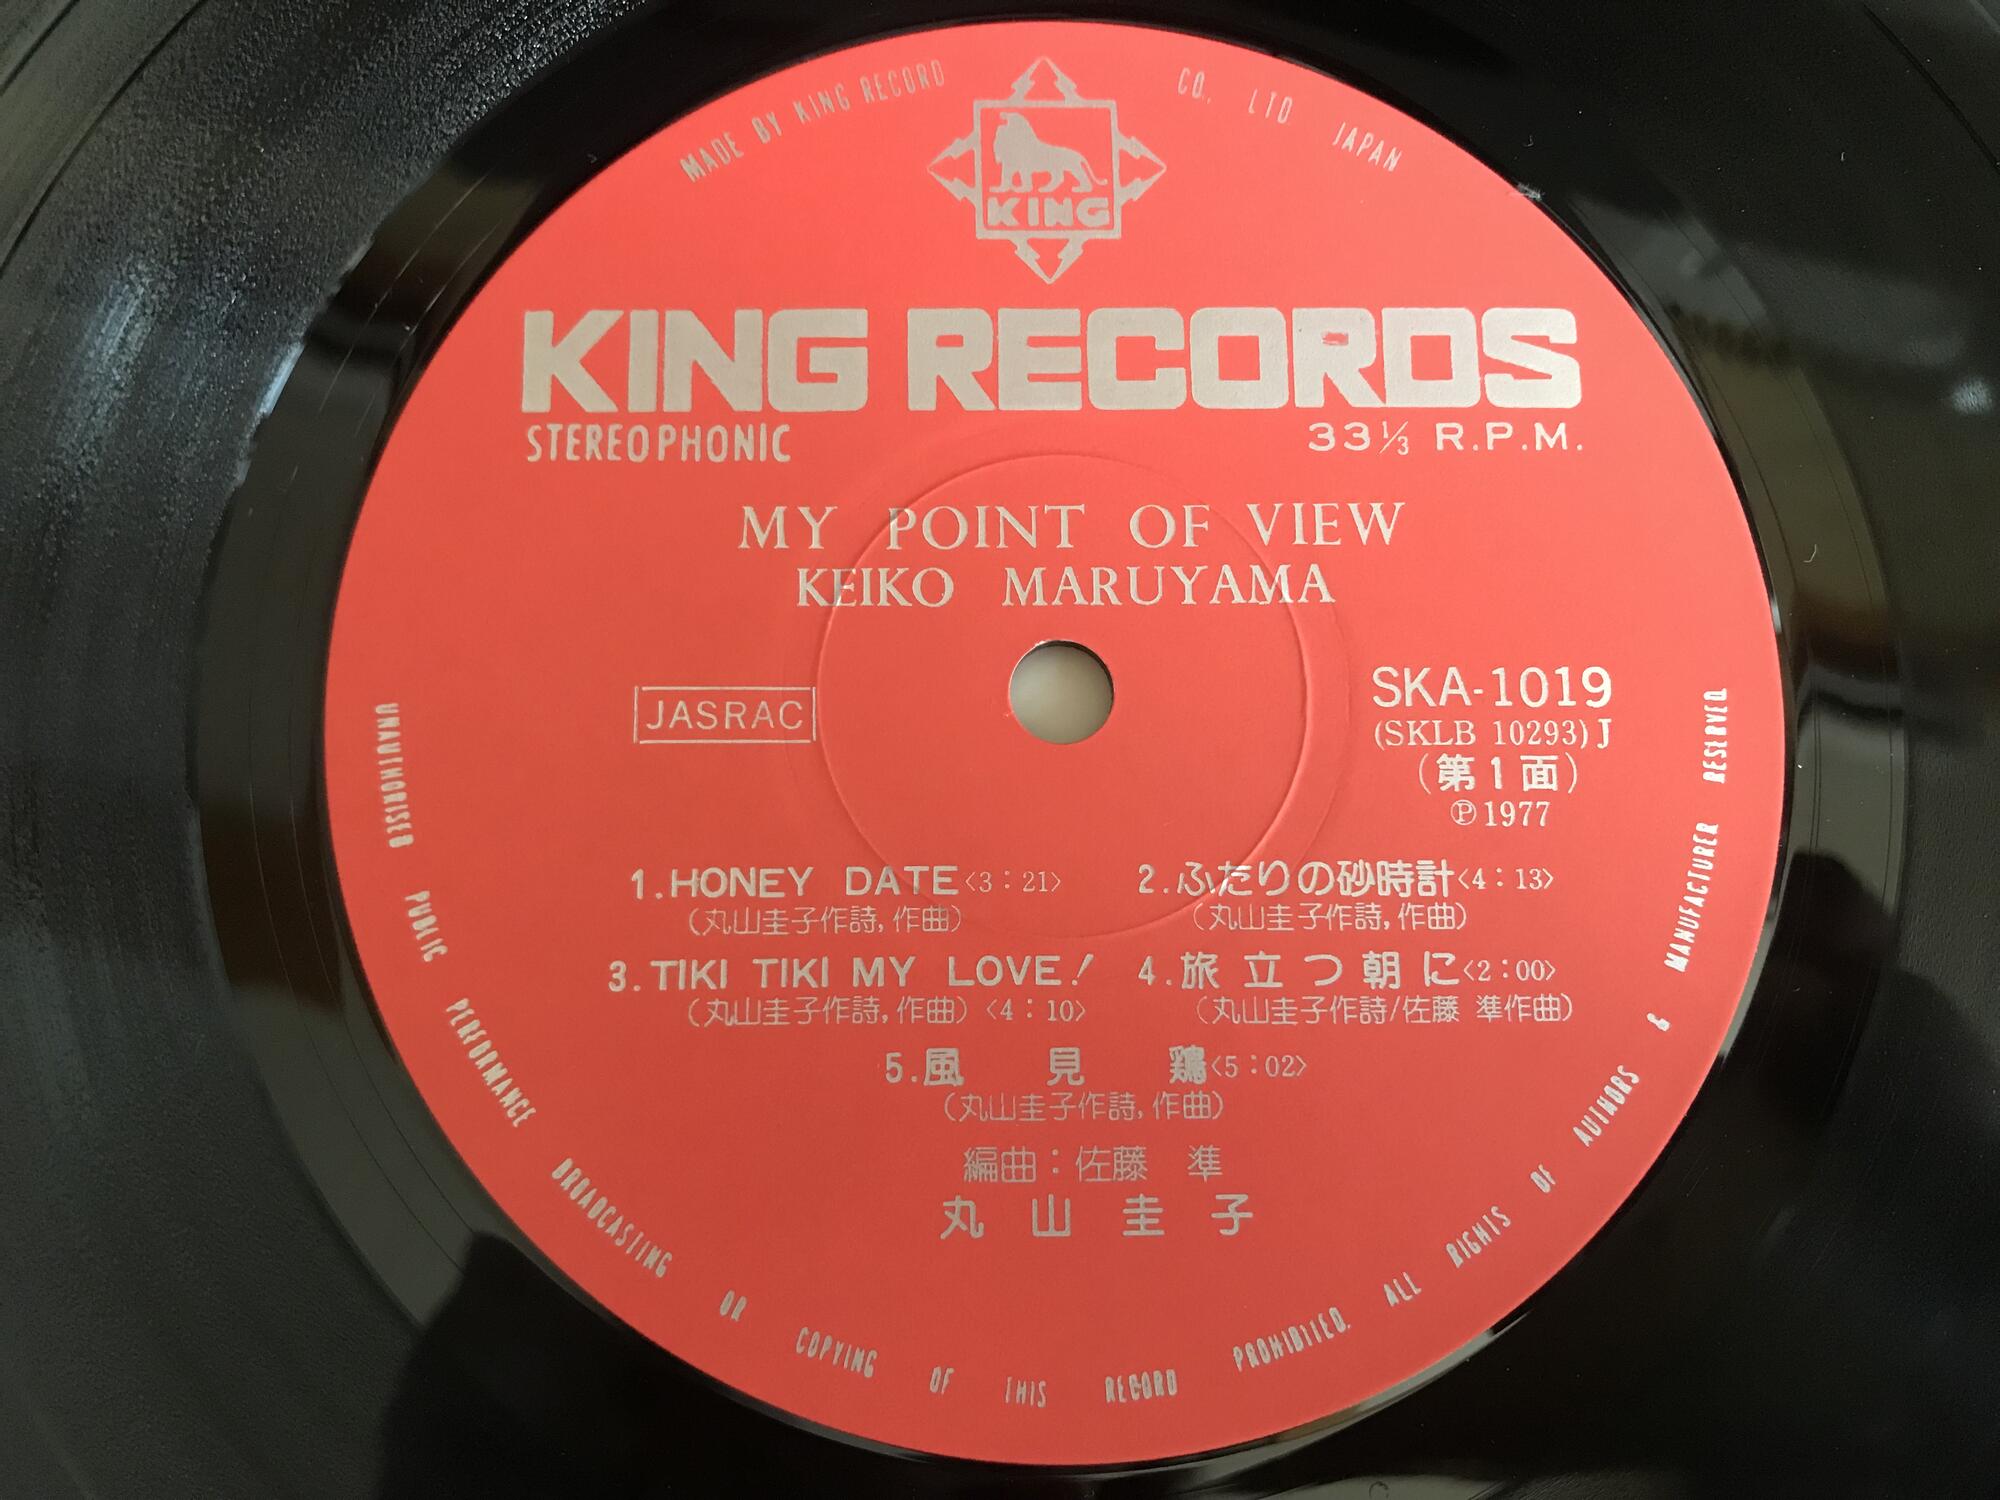 MADE BY KING RECORD CO., LTD. JAPAN
KING
KING RECORDS
STEREOPHONIC
33⅓ R.P.M.
MY POINT OF VIEW
KEIKO MARUYAMA
JASRAC
SKA-1019
(SKLB 10293) J
(第1面)
℗1977
1.HONEY DATE〈3:21〉
(丸山圭子作詩,作曲)
2.ふたりの砂時計〈4:13〉
(丸山圭子作詩,作曲)
3.TIKI TIKI MY LOVE!
(丸山圭子作詩,作曲)〈4:10〉
4.旅立つ朝に〈2:00〉
(丸山圭子作詩/佐藤 準作曲)
5.風見鶏〈5:02〉
(丸山圭子作詩,作曲)
編曲:佐藤 準
丸山圭子
UNAUTHORISED PUBLIC PERFORMANCE BROADCASTING OR COPYING OF THIS RECORD PROHIBITED. ALL RIGHTS OF AUTHORS & MANUFACTURER RESERVED.